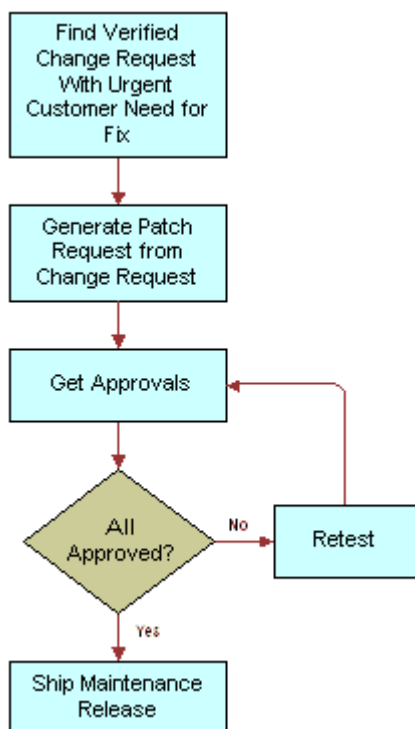 Find Verified
Change Request
With Urgent
Customer Need for
Fix
Generate Patch
Request from
Change Request
Get Approvals
All
Approved?
No
Retest
Yes
Ship Maintenance
Release